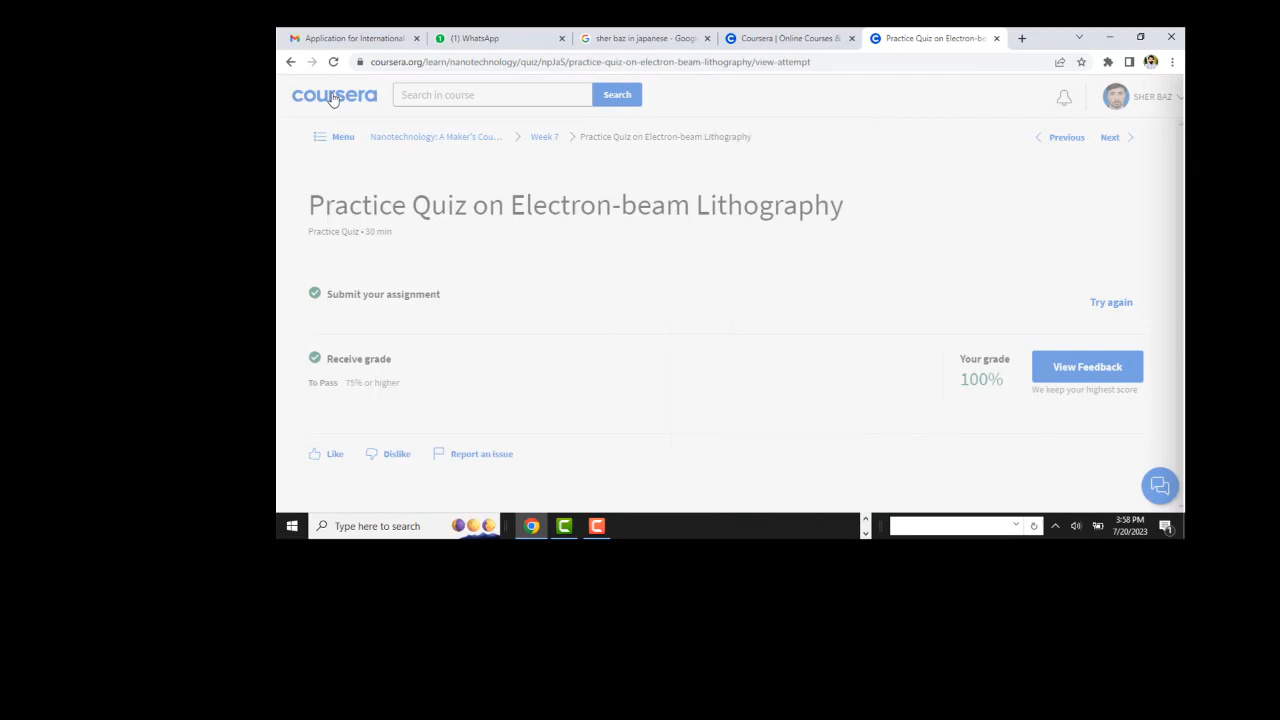 Application for International
(1) WhatsApp
sher baz in japanese - Goog
Coursera | Online Courses &
Practice Quiz on Electron-be
coursera.org/learn/nanotechnology/quiz/npJaS/practice-quiz-on-electron-beam-lithography/view-attempt
coursera
Search in course
Search
SHER BAZ
Menu
Nanotechnology: A Maker's Cou...
Week 7
Practice Quiz on Electron-beam Lithography
Previous
Next
Practice Quiz on Electron-beam Lithography
Practice Quiz • 30 min
Submit your assignment
Try again
Receive grade
To Pass 75% or higher
Your grade
100%
View Feedback
We keep your highest score
Like
Dislike
Report an issue
Type here to search
3:58 PM
7/20/2023
1